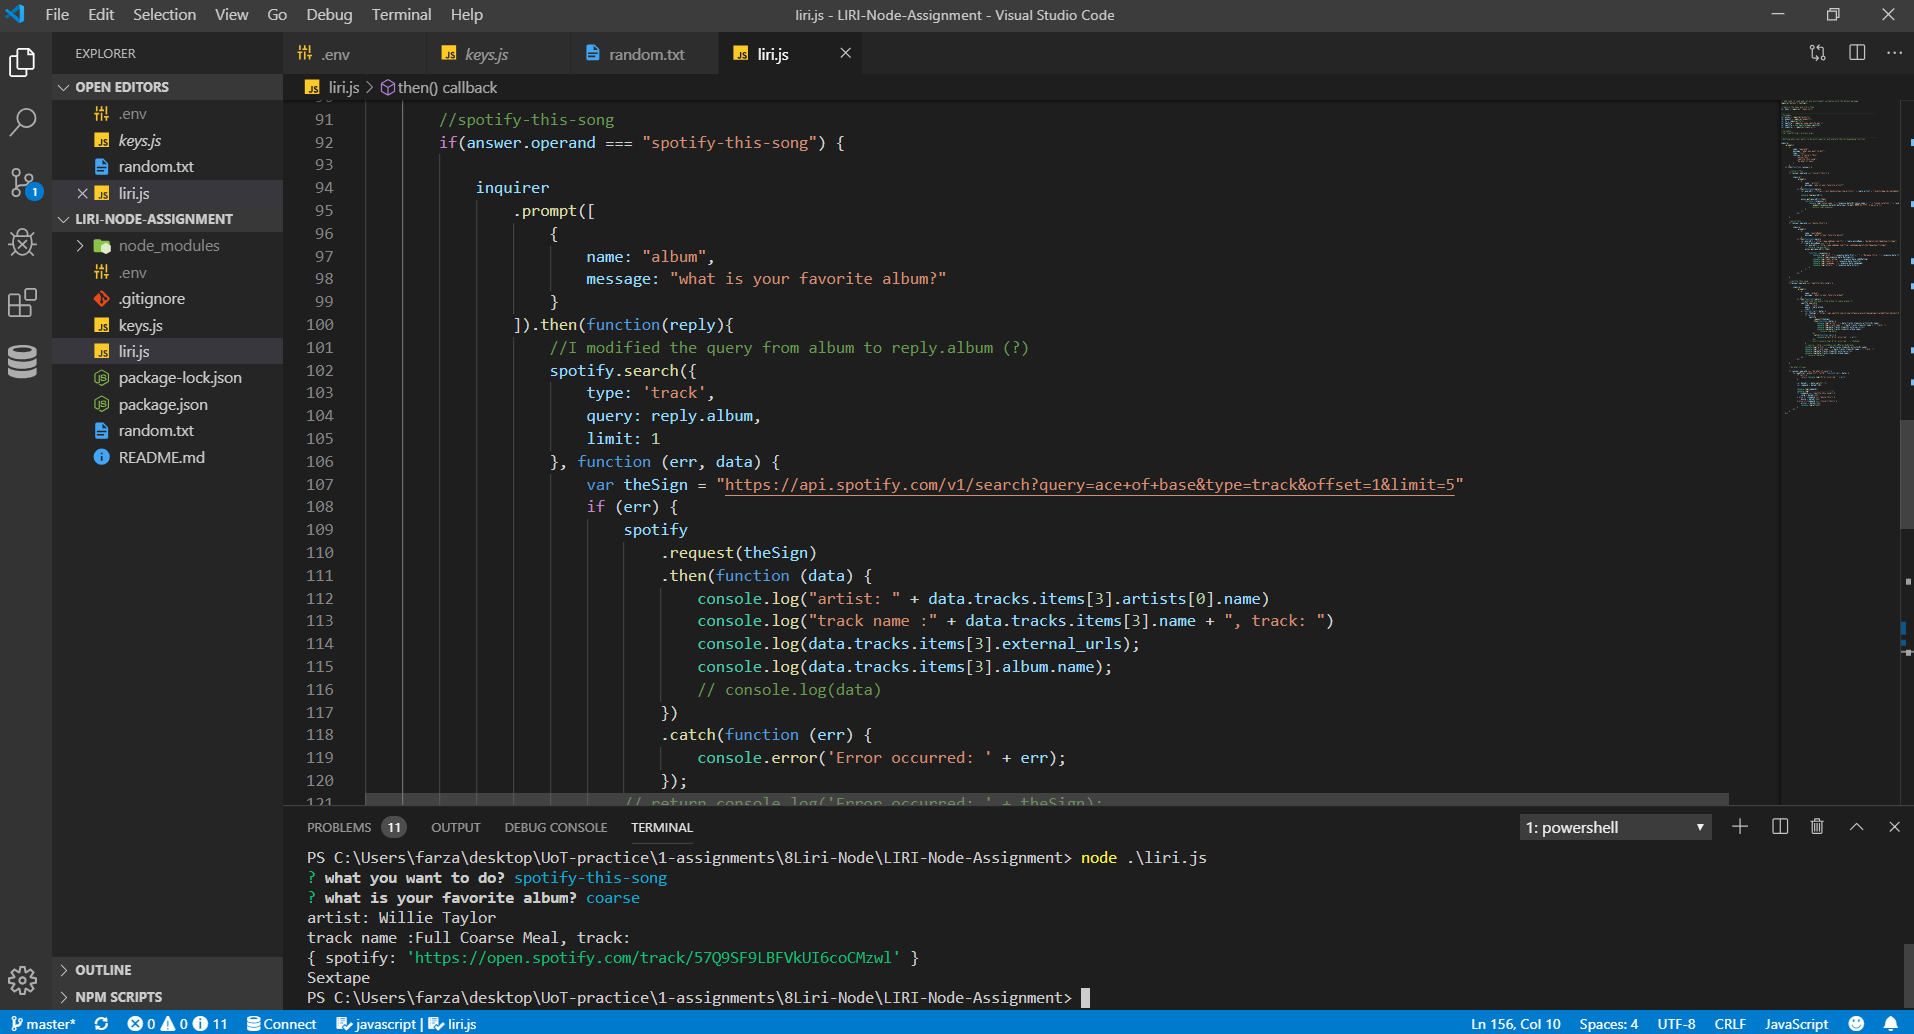 File Edit Selection View Go Debug Terminal Help
liri.js - LIRI-Node-Assignment - Visual Studio Code
EXPLORER
OPEN EDITORS
.env
JS keys.js
random.txt
JS liri.js
LIRI-NODE-ASSIGNMENT
node_modules
.env
.gitignore
JS keys.js
JS liri.js
package-lock.json
package.json
random.txt
README.md
OUTLINE
NPM SCRIPTS
1
.env JS keys.js random.txt JS liri.js
JS liri.js > then() callback
91 //spotify-this-song
92 if(answer.operand === "spotify-this-song") {
93
94 inquirer
95 .prompt([
96 {
97 name: "album",
98 message: "what is your favorite album?"
99 }
100 ]).then(function(reply){
101 //I modified the query from album to reply.album (?)
102 spotify.search({
103 type: 'track',
104 query: reply.album,
105 limit: 1
106 }, function (err, data) {
107 var theSign = "https://api.spotify.com/v1/search?query=ace+of+base&type=track&offset=1&limit=5"
108 if (err) {
109 spotify
110 .request(theSign)
111 .then(function (data) {
112 console.log("artist: " + data.tracks.items[3].artists[0].name)
113 console.log("track name :" + data.tracks.items[3].name + ", track: ")
114 console.log(data.tracks.items[3].external_urls);
115 console.log(data.tracks.items[3].album.name);
116 // console.log(data)
117 })
118 .catch(function (err) {
119 console.error('Error occurred: ' + err);
120 });
121 // return console.log('Error occurred: ' + theSign);
PROBLEMS 11 OUTPUT DEBUG CONSOLE TERMINAL
1: powershell
PS C:\Users\farza\desktop\UoT-practice\1-assignments\8Liri-Node\LIRI-Node-Assignment> node .\liri.js
? what you want to do? spotify-this-song
? what is your favorite album? coarse
artist: Willie Taylor
track name :Full Coarse Meal, track:
{ spotify: 'https://open.spotify.com/track/57Q9SF9LBFVkUI6coCMzwl' }
Sextape
PS C:\Users\farza\desktop\UoT-practice\1-assignments\8Liri-Node\LIRI-Node-Assignment>
master* 0 0 11 Connect javascript | liri.js
Ln 156, Col 10 Spaces: 4 UTF-8 CRLF JavaScript